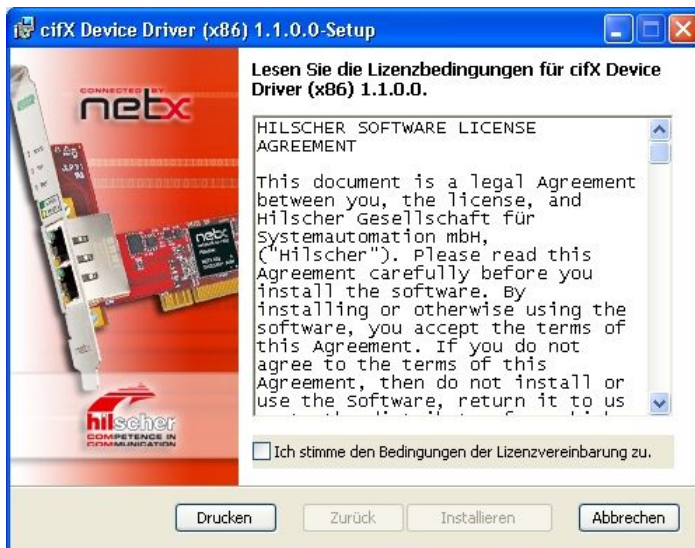 cifX Device Driver (x86) 1.1.0.0-Setup
CONNECTED BY
netx
Lesen Sie die Lizenzbedingungen für cifX Device
Driver (x86) 1.1.0.0.
HILSCHER SOFTWARE LICENSE
AGREEMENT
This document is a legal Agreement
between you, the license, and
Hilscher Gesellschaft für
Systemautomation mbH,
("Hilscher"). Please read this
Agreement carefully before you
install the software. By
installing or otherwise using the
software, you accept the terms of
this Agreement. If you do not
agree to the terms of this
Agreement, then do not install or
use the Software, return it to us
netx
hilscher
COMPETENCE IN
COMMUNICATION
Ich stimme den Bedingungen der Lizenzvereinbarung zu.
Drucken
Zurück
Installieren
Abbrechen